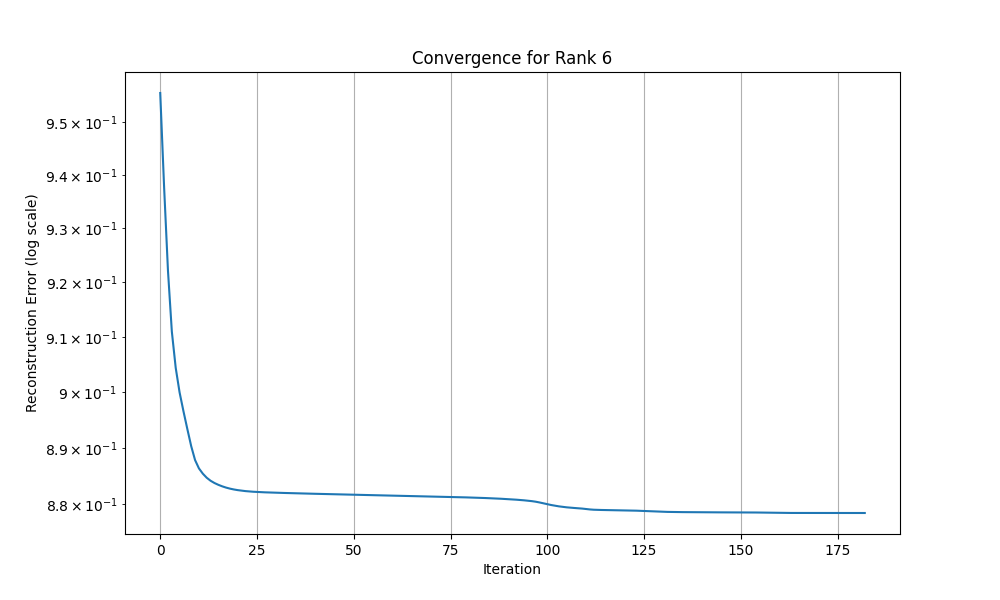 Convergence for Rank 6
Reconstruction Error (log scale)
9.5 × 10⁻¹
9.4 × 10⁻¹
9.3 × 10⁻¹
9.2 × 10⁻¹
9.1 × 10⁻¹
9 × 10⁻¹
8.9 × 10⁻¹
8.8 × 10⁻¹
0 25 50 75 100 125 150 175
Iteration